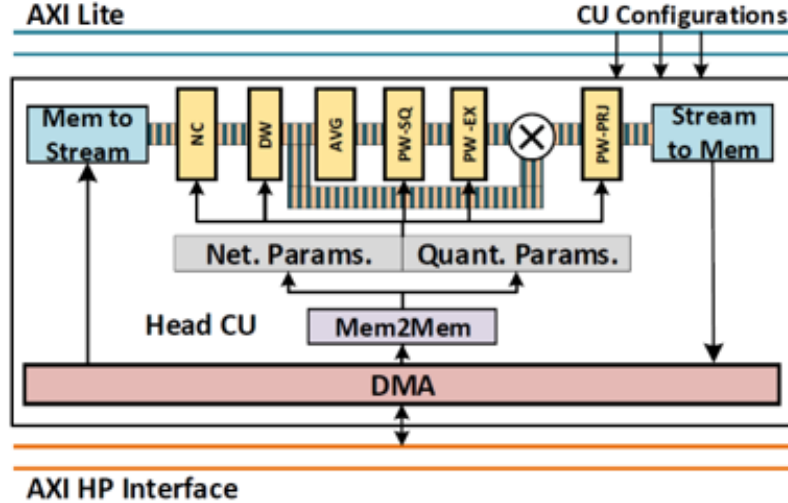 AXI Lite
CU Configurations
Mem to
Stream
NC
DW
AVG
PW-SQ
PW-EX
PW-PRJ
Stream
to Mem
Net. Params.
Quant. Params.
Head CU
Mem2Mem
DMA
AXI HP Interface